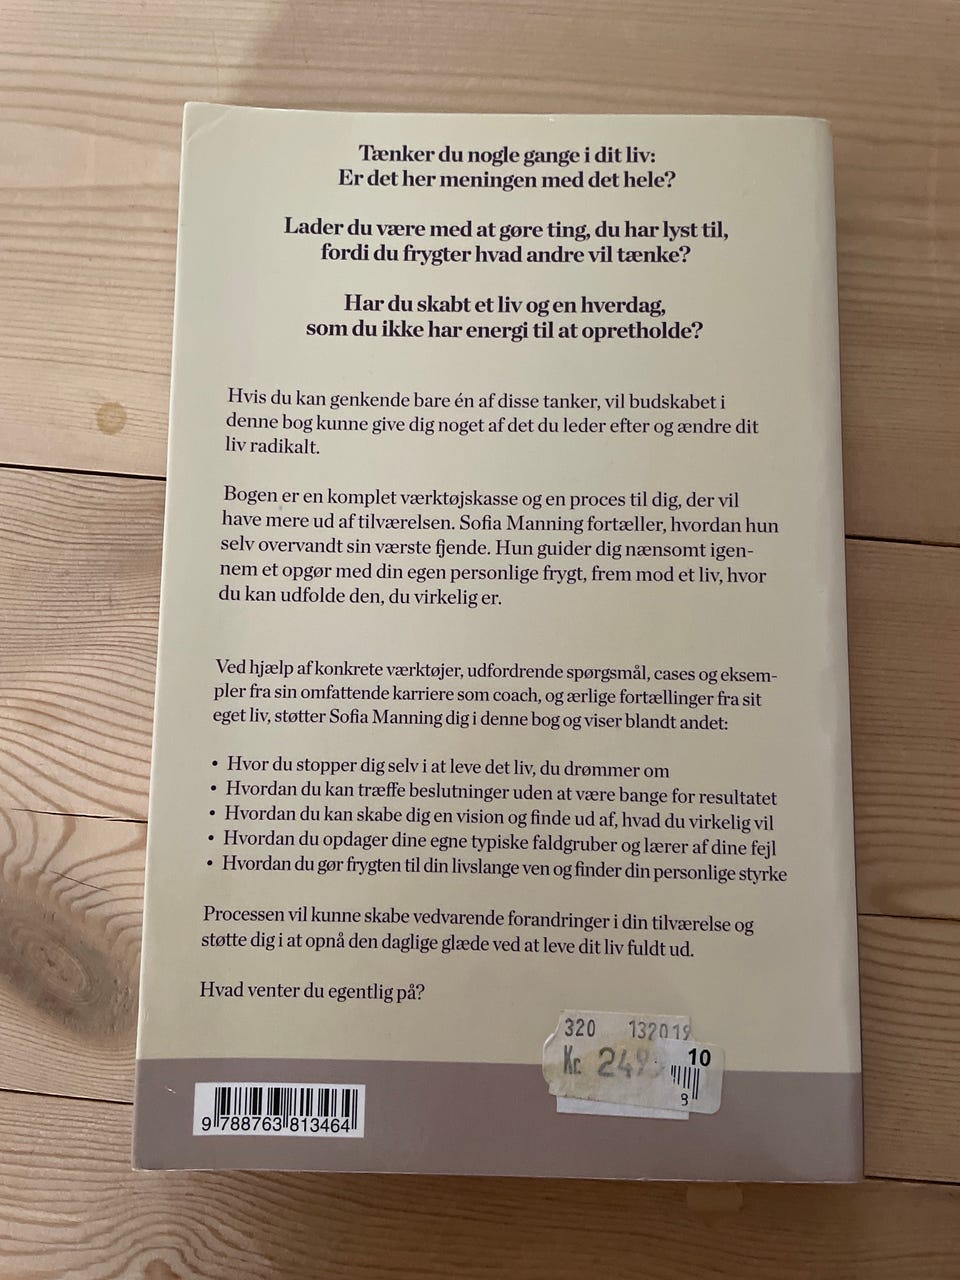 Tænker du nogle gange i dit liv:
Er det her meningen med det hele?
Lader du være med at gøre ting, du har lyst til,
fordi du frygter hvad andre vil tænke?
Har du skabt et liv og en hverdag,
som du ikke har energi til at opretholde?
Hvis du kan genkende bare én af disse tanker, vil budskabet i
denne bog kunne give dig noget af det du leder efter og ændre dit
liv radikalt.
Bogen er en komplet værktøjskasse og en proces til dig, der vil
have mere ud af tilværelsen. Sofia Manning fortæller, hvordan hun
selv overvandt sin værste fjende. Hun guider dig nænsomt igen-
nem et opgør med din egen personlige frygt, frem mod et liv, hvor
du kan udfolde den, du virkelig er.
Ved hjælp af konkrete værktøjer, udfordrende spørgsmål, cases og eksem-
pler fra sin omfattende karriere som coach, og ærlige fortællinger fra sit
eget liv, støtter Sofia Manning dig i denne bog og viser blandt andet:
• Hvor du stopper dig selv i at leve det liv, du drømmer om
• Hvordan du kan træffe beslutninger uden at være bange for resultatet
• Hvordan du kan skabe dig en vision og finde ud af, hvad du virkelig vil
• Hvordan du opdager dine egne typiske faldgruber og lærer af dine fejl
• Hvordan du gør frygten til din livslange ven og finder din personlige styrke
Processen vil kunne skabe vedvarende forandringer i din tilværelse og
støtte dig i at opnå den daglige glæde ved at leve dit liv fuldt ud.
Hvad venter du egentlig på?
320 132019
Kr. 249
10
8
9 788763 813464